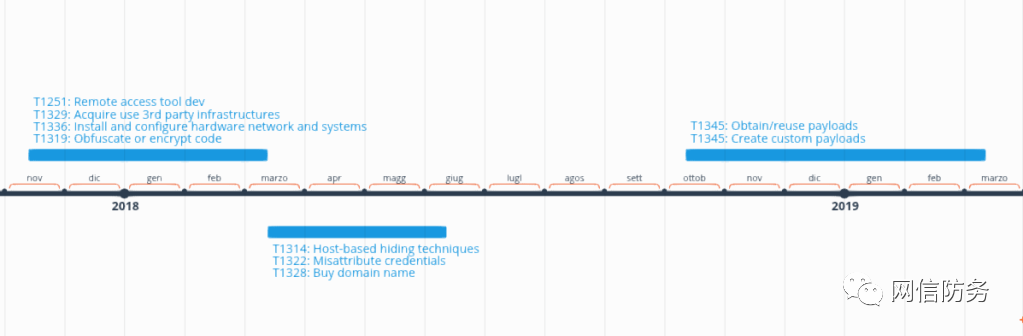 T1251: Remote access tool dev
T1329: Acquire use 3rd party infrastructures
T1336: Install and configure hardware network and systems
T1319: Obfuscate or encrypt code
T1345: Obtain/reuse payloads
T1345: Create custom payloads
nov dic gen feb marzo apr magg giug lugl agos sett ottob nov dic gen feb marzo
2018 2019
T1314: Host-based hiding techniques
T1322: Misattribute credentials
T1328: Buy domain name
网信防务